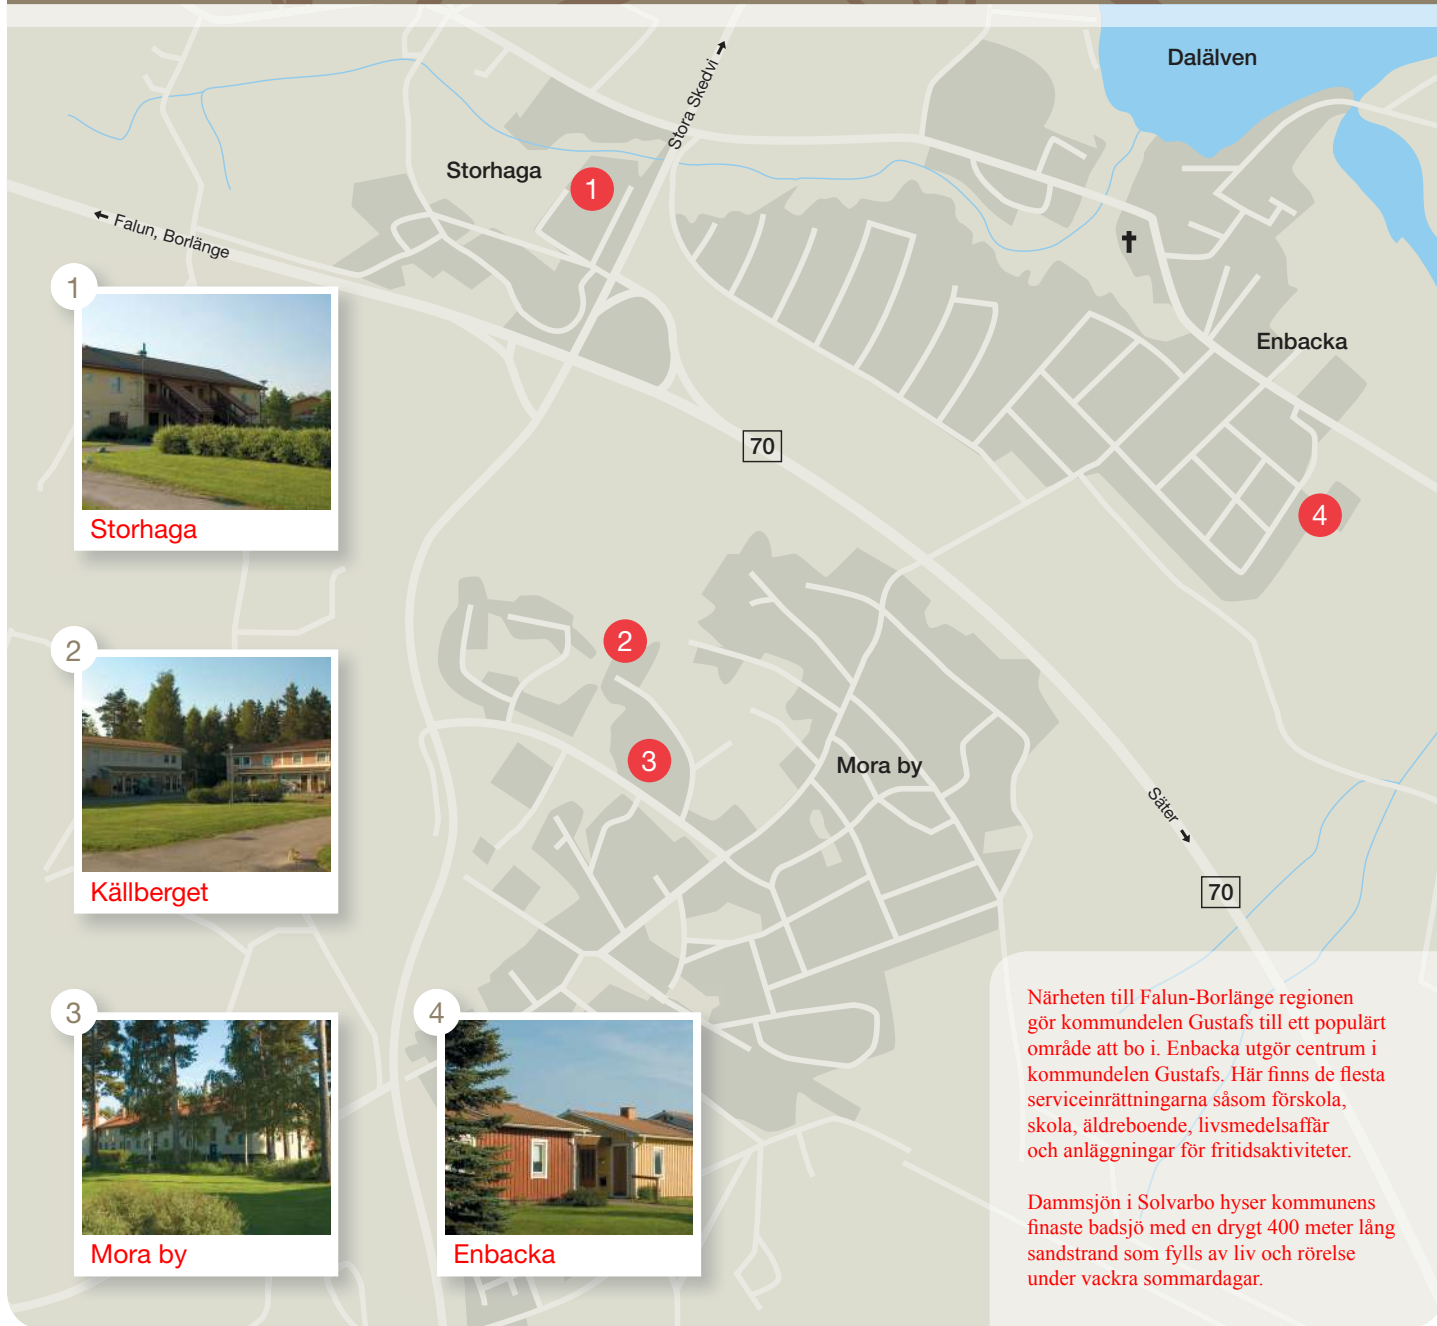 Dalälven
Stora Skedvi
Storhaga
1
Falun, Borlänge
1
Storhaga
Enbacka
70
4
2
2
Källberget
3
Mora by
Säter
70
3
Mora by
4
Enbacka
Närheten till Falun-Borlänge regionen
gör kommundelen Gustafs till ett populärt
område att bo i. Enbacka utgör centrum i
kommundelen Gustafs. Här finns de flesta
serviceinrättningarna såsom förskola,
skola, äldreboende, livsmedelsaffär
och anläggningar för fritidsaktiviteter.
Dammsjön i Solvarbo hyser kommunens
finaste badsjö med en drygt 400 meter lång
sandstrand som fylls av liv och rörelse
under vackra sommardagar.